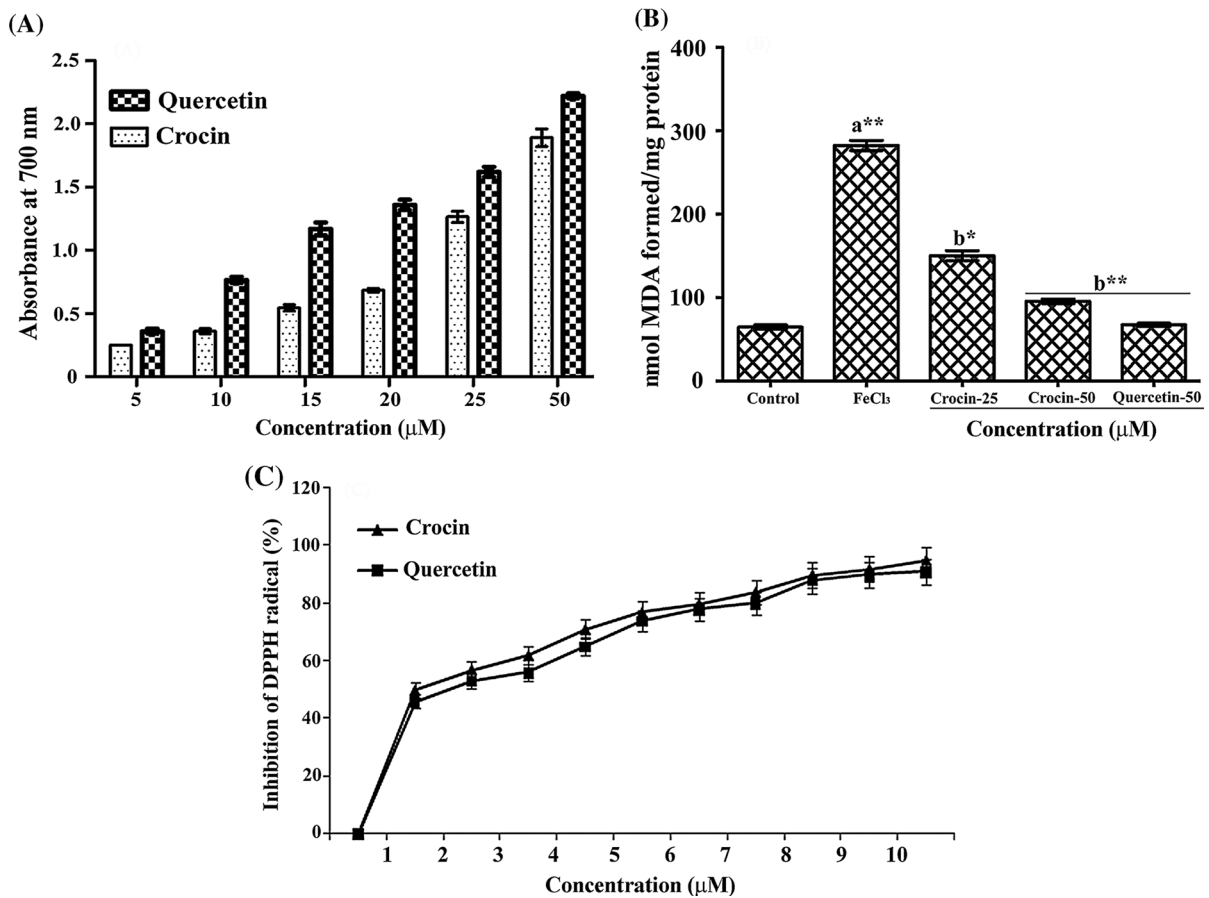 (A)
2.5
2.0
1.5
1.0
0.5
0
Absorbance at 700 nm
Quercetin
Crocin
5 10 15 20 25 50
Concentration (μM)
(B)
400
300
200
100
0
nmol MDA formed/mg protein
a**
b*
b**
Control FeCl₃ Crocin-25 Crocin-50 Quercetin-50
Concentration (μM)
(C)
120
100
80
60
40
20
0
Inhibition of DPPH radical (%)
Crocin
Quercetin
1 2 3 4 5 6 7 8 9 10
Concentration (μM)